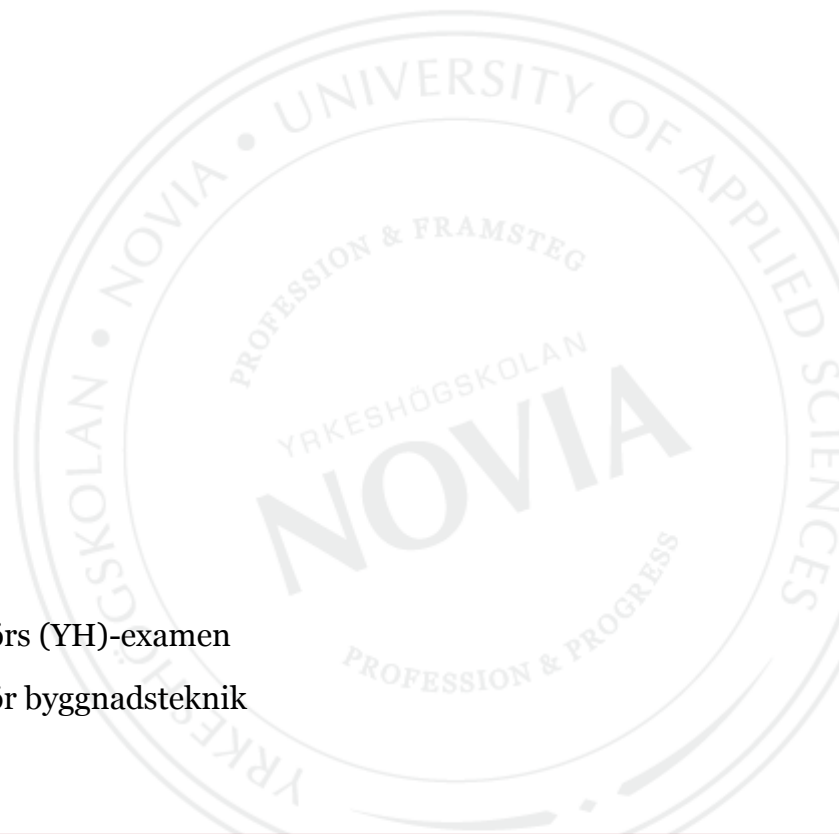 YRKESHÖGSKOLAN • NOVIA • UNIVERSITY OF APPLIED SCIENCES
PROFESSION & FRAMSTEG
YRKESHÖGSKOLAN
NOVIA
PROFESSION & PROGRESS
örs (YH)-examen
ör byggnadsteknik